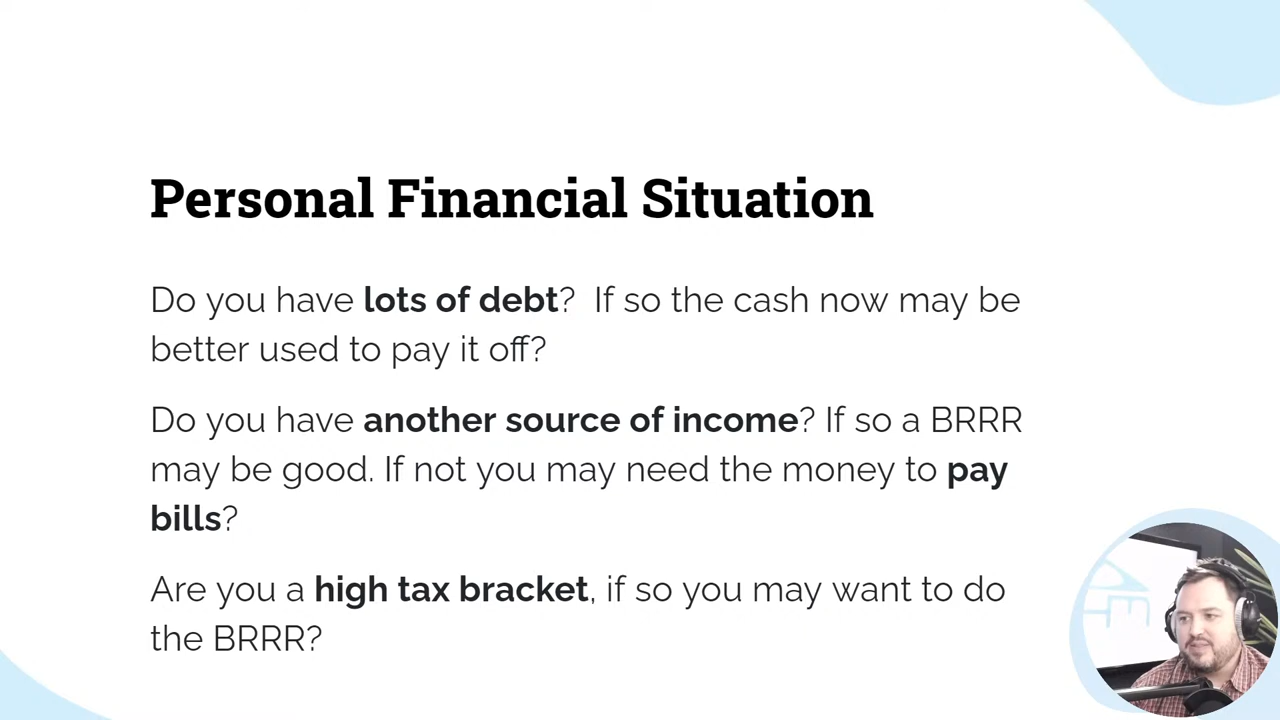 Personal Financial Situation
Do you have lots of debt?  If so the cash now may be
better used to pay it off?
Do you have another source of income? If so a BRRR
may be good. If not you may need the money to pay
bills?
Are you a high tax bracket, if so you may want to do
the BRRR?